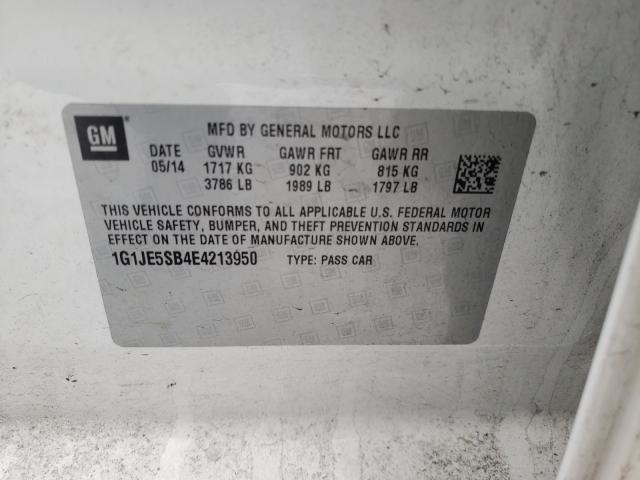 GM
MFD BY GENERAL MOTORS LLC
DATE GVWR GAWR FRT GAWR RR
05/14 1717 KG 902 KG 815 KG
3786 LB 1989 LB 1797 LB
THIS VEHICLE CONFORMS TO ALL APPLICABLE U.S. FEDERAL MOTOR
VEHICLE SAFETY, BUMPER, AND THEFT PREVENTION STANDARDS IN
EFFECT ON THE DATE OF MANUFACTURE SHOWN ABOVE.
1G1JE5SB4E4213950 TYPE: PASS CAR